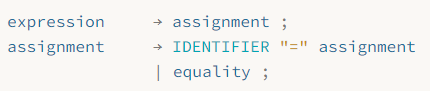 expression → assignment ;
assignment → IDENTIFIER "=" assignment
| equality ;